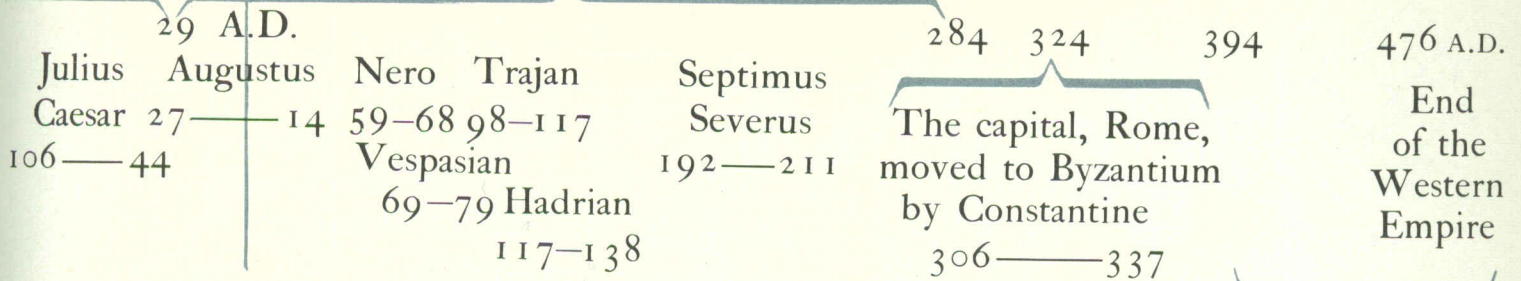 29 A.D.
284 324 394 476 A.D.
Julius
Caesar
106—44
Augustus
27—14
Nero
59–68
Trajan
98–117
Vespasian
69–79
Hadrian
117–138
Septimus
Severus
192—211
The capital, Rome,
moved to Byzantium
by Constantine
306—337
End
of the
Western
Empire